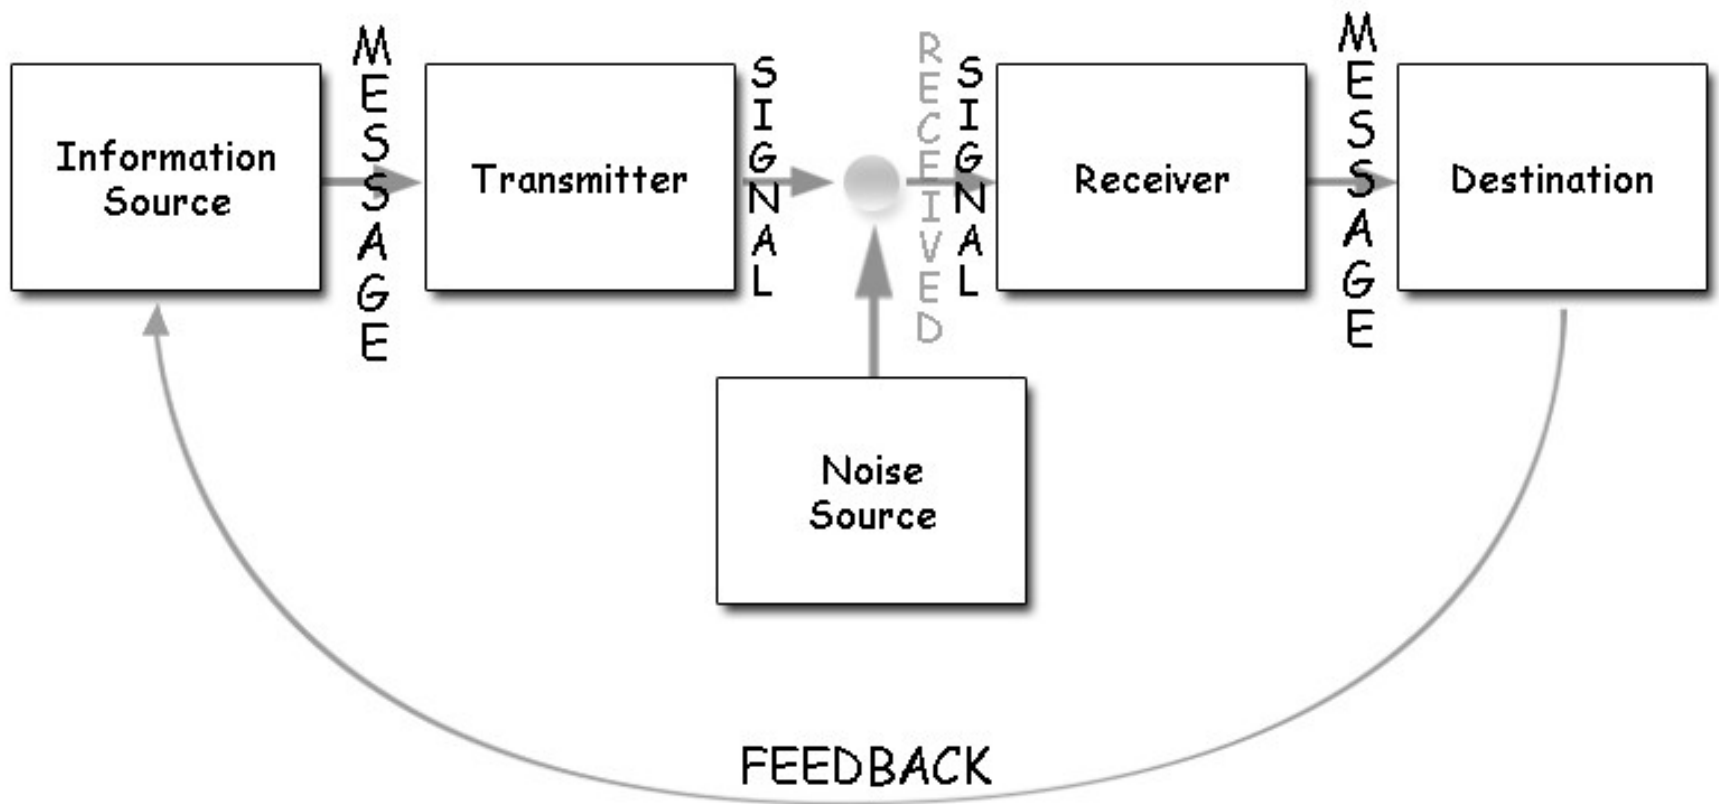 Information
Source
MESSAGE
Transmitter
SIGNAL
RECEIVED
SIGNAL
Receiver
MESSAGE
Destination
Noise
Source
FEEDBACK